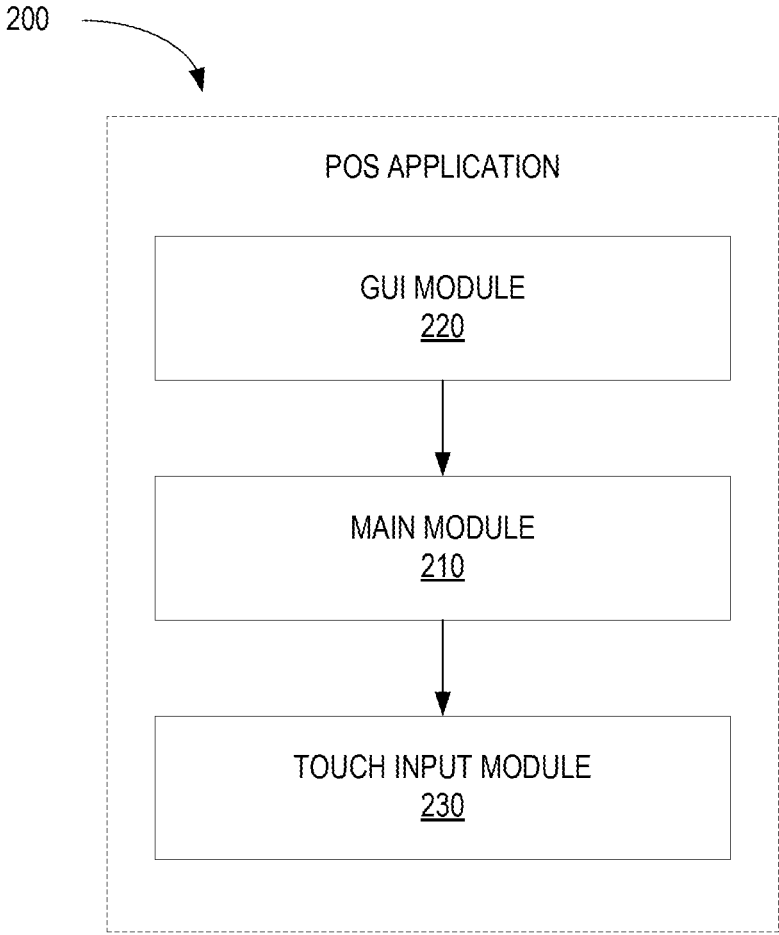 200
POS APPLICATION
GUI MODULE
220
MAIN MODULE
210
TOUCH INPUT MODULE
230